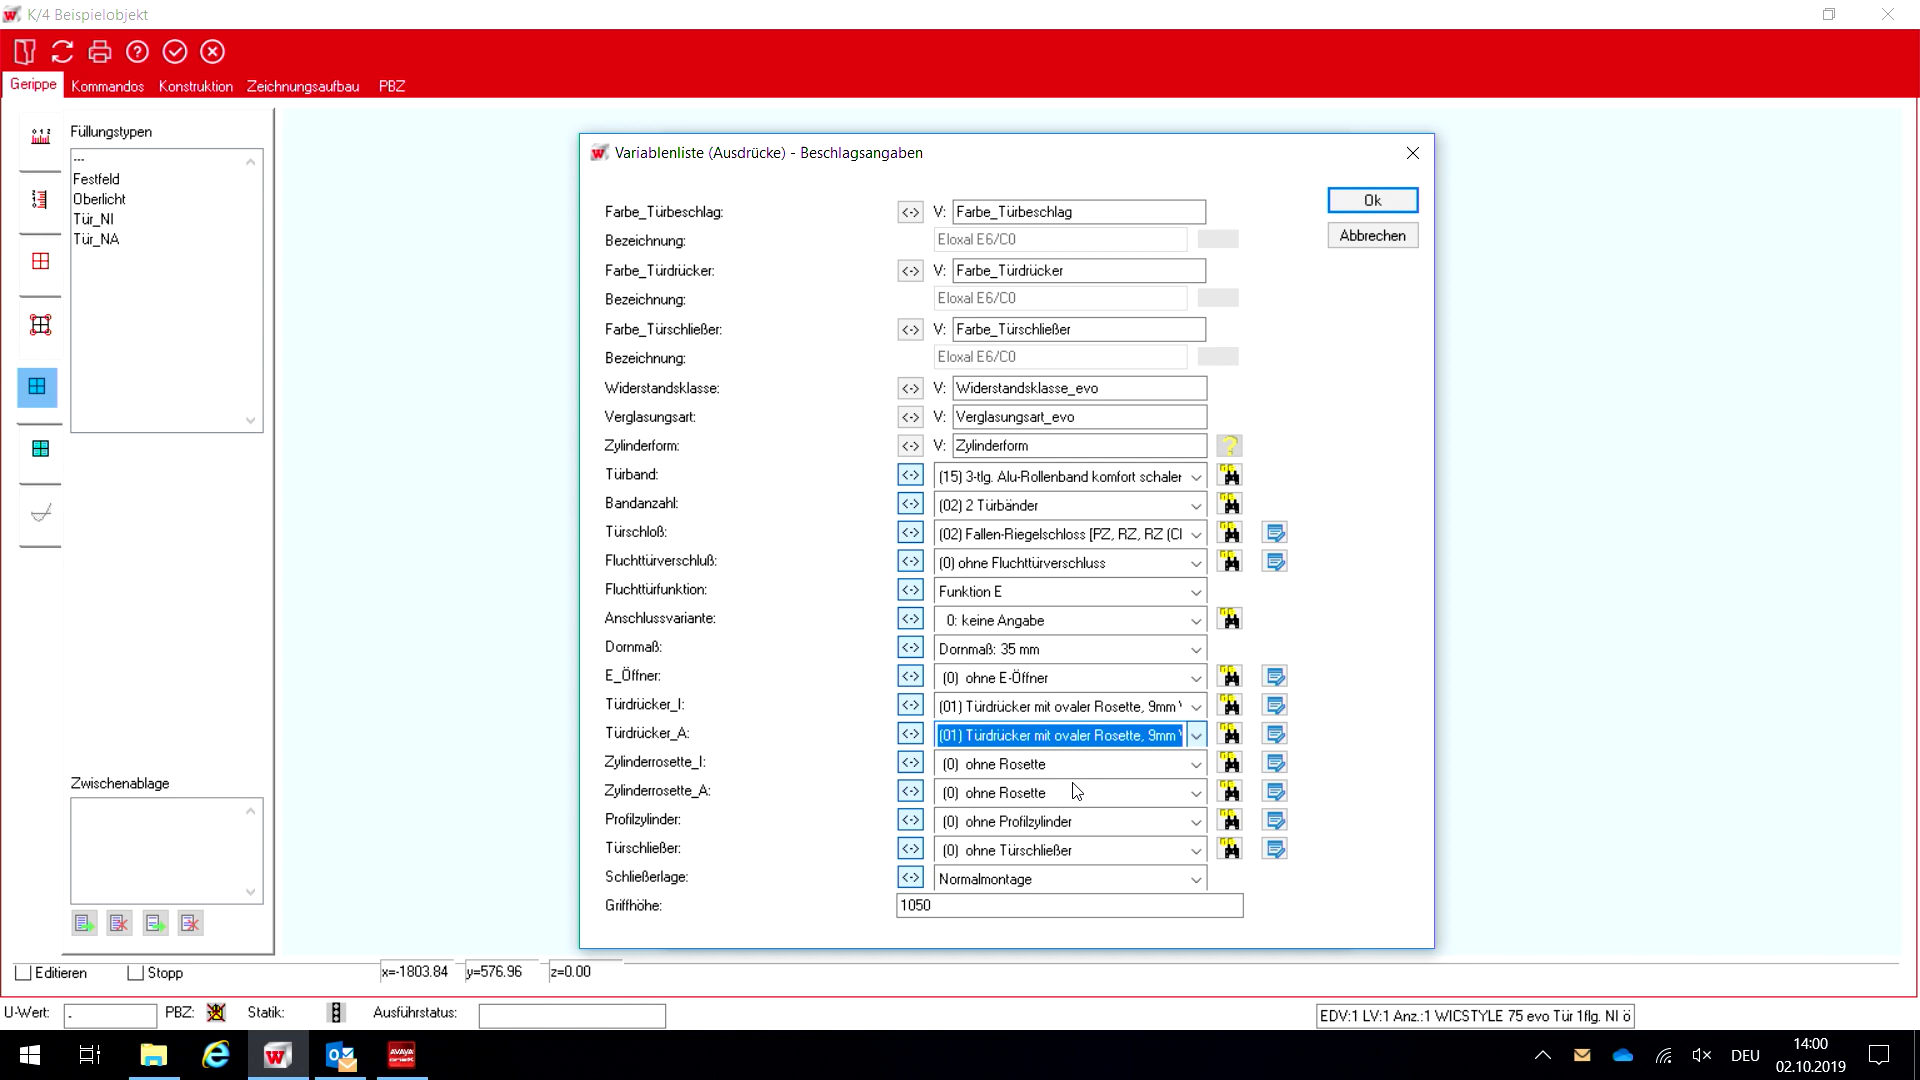 K/4 Beispielobjekt
Gerippe Kommandos Konstruktion Zeichnungsaufbau PBZ
Füllungstypen
---
Festfeld
Oberlicht
Tür_NI
Tür_NA
Zwischenablage
Variablenliste (Ausdrücke) - Beschlagsangaben
Ok
Abbrechen
Farbe_Türbeschlag: <-> V: Farbe_Türbeschlag
Bezeichnung: Eloxal E6/C0
Farbe_Türdrücker: <-> V: Farbe_Türdrücker
Bezeichnung: Eloxal E6/C0
Farbe_Türschließer: <-> V: Farbe_Türschließer
Bezeichnung: Eloxal E6/C0
Widerstandsklasse: <-> V: Widerstandsklasse_evo
Verglasungsart: <-> V: Verglasungsart_evo
Zylinderform: <-> V: Zylinderform
Türband: <-> (15) 3-tlg. Alu-Rollenband komfort schaler
Bandanzahl: <-> (02) 2 Türbänder
Türschloß: <-> (02) Fallen-Riegelschloss [PZ, RZ, RZ (Cl
Fluchttürverschluß: <-> (0) ohne Fluchttürverschluss
Fluchttürfunktion: <-> Funktion E
Anschlussvariante: <-> 0: keine Angabe
Dornmaß: <-> Dornmaß: 35 mm
E_Öffner: <-> (0) ohne E-Öffner
Türdrücker_I: <-> (01) Türdrücker mit ovaler Rosette, 9mm
Türdrücker_A: <-> (01) Türdrücker mit ovaler Rosette, 9mm
Zylinderrosette_I: <-> (0) ohne Rosette
Zylinderrosette_A: <-> (0) ohne Rosette
Profilzylinder: <-> (0) ohne Profilzylinder
Türschließer: <-> (0) ohne Türschließer
Schließerlage: <-> Normalmontage
Griffhöhe: 1050
Editieren Stopp x=-1803.84 y=576.96 z=0.00
U-Wert: - PBZ: Statik: Ausführstatus: EDV:1 LV:1 Anz.:1 WICSTYLE 75 evo Tür 1flg. NI ö
AVAYA
DEU
14:00
02.10.2019